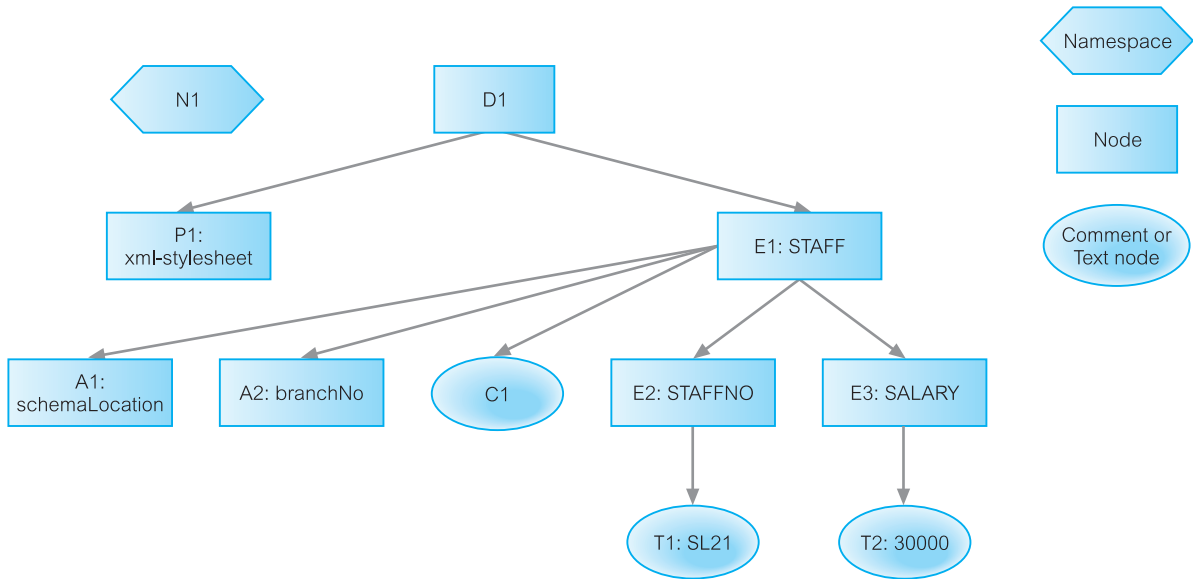 Namespace
N1
D1
Node
P1:
xml-stylesheet
E1: STAFF
Comment or
Text node
A1:
schemaLocation
A2: branchNo
C1
E2: STAFFNO
E3: SALARY
T1: SL21
T2: 30000